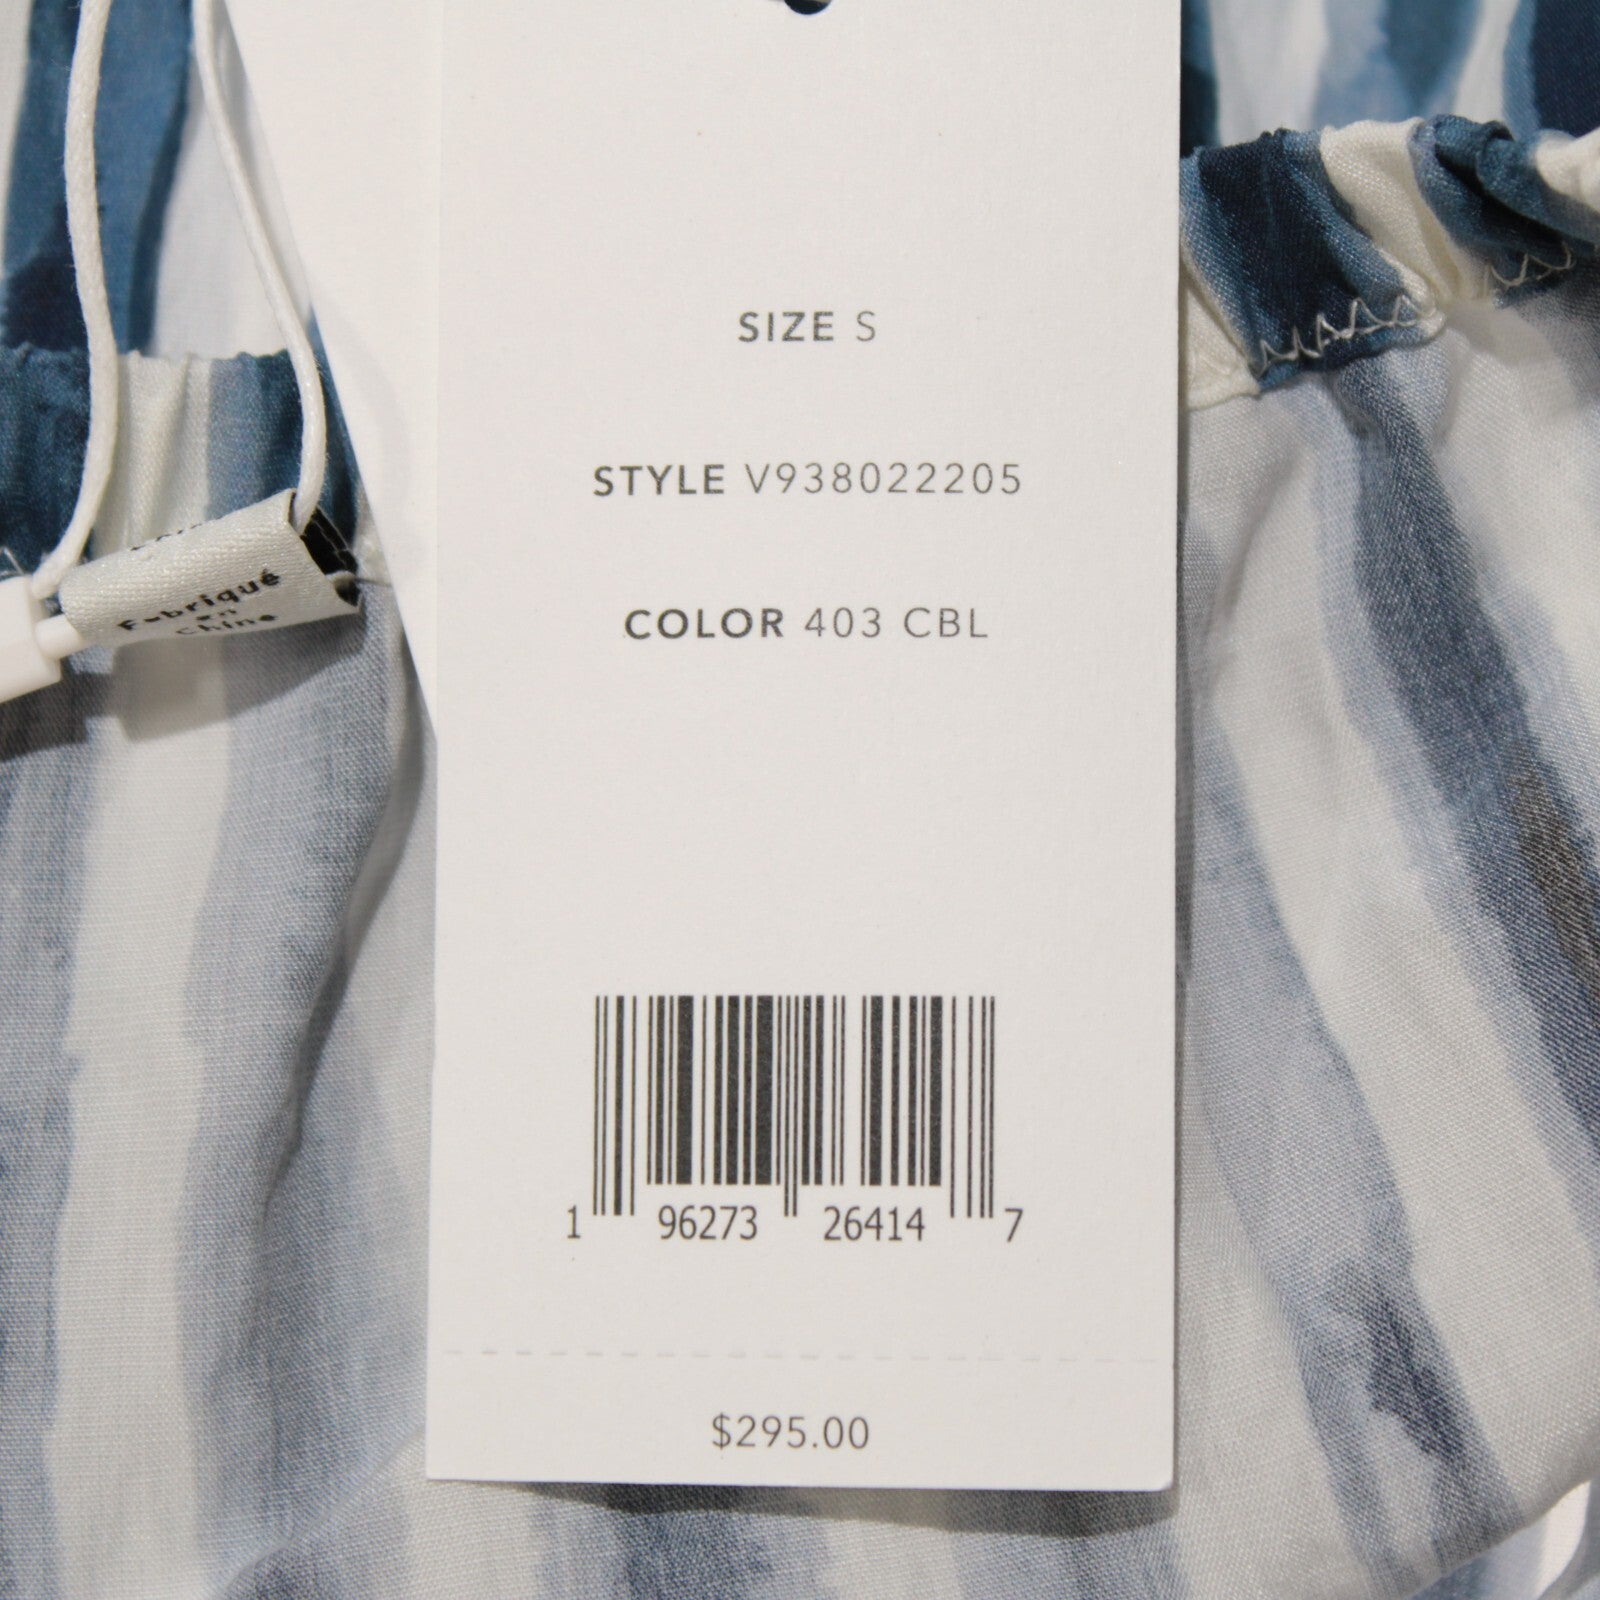 SIZE S
STYLE V938022205
COLOR 403 CBL
Fabriqué
en
Chine
1 96273 26414 7
$295.00